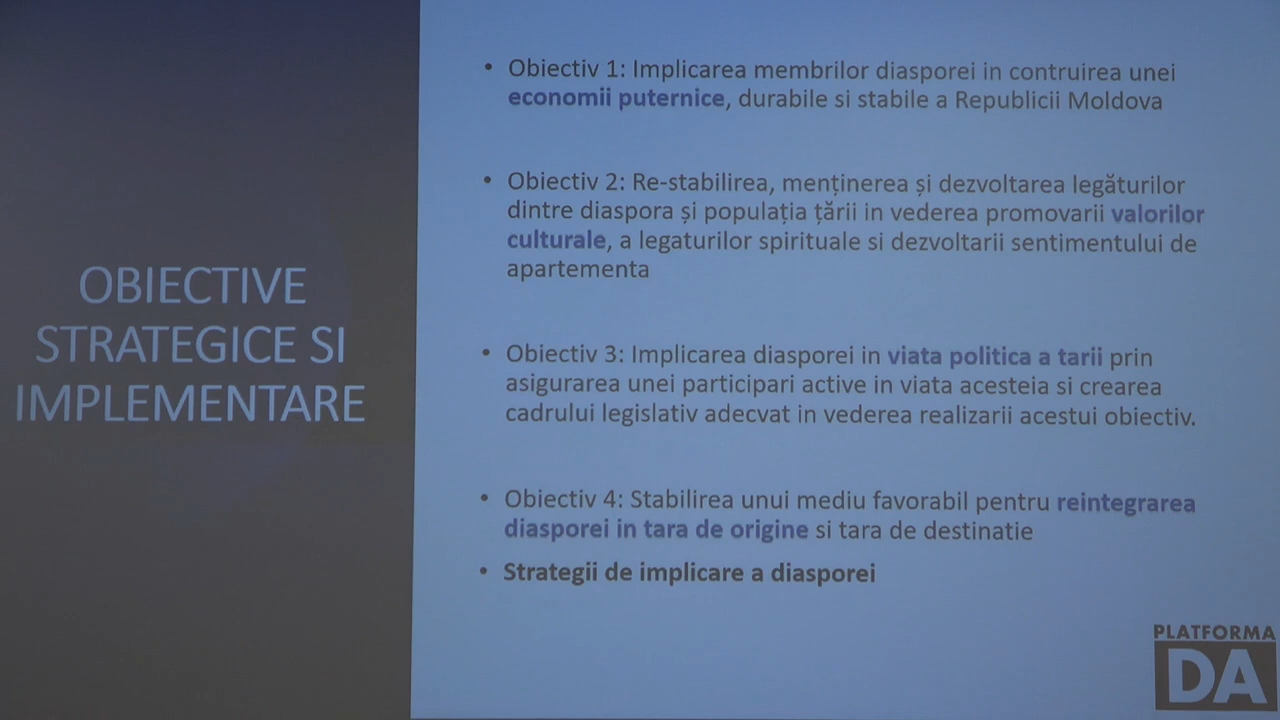 OBIECTIVE
STRATEGICE SI
IMPLEMENTARE
• Obiectiv 1: Implicarea membrilor diasporei in contruirea unei
economii puternice, durabile si stabile a Republicii Moldova
• Obiectiv 2: Re-stabilirea, menținerea și dezvoltarea legăturilor
dintre diaspora și populația țării in vederea promovarii valorilor
culturale, a legaturilor spirituale si dezvoltarii sentimentului de
apartementa
• Obiectiv 3: Implicarea diasporei in viata politica a tarii prin
asigurarea unei participari active in viata acesteia si crearea
cadrului legislativ adecvat in vederea realizarii acestui obiectiv.
• Obiectiv 4: Stabilirea unui mediu favorabil pentru reintegrarea
diasporei in tara de origine si tara de destinatie
• Strategii de implicare a diasporei
PLATFORMA
DA